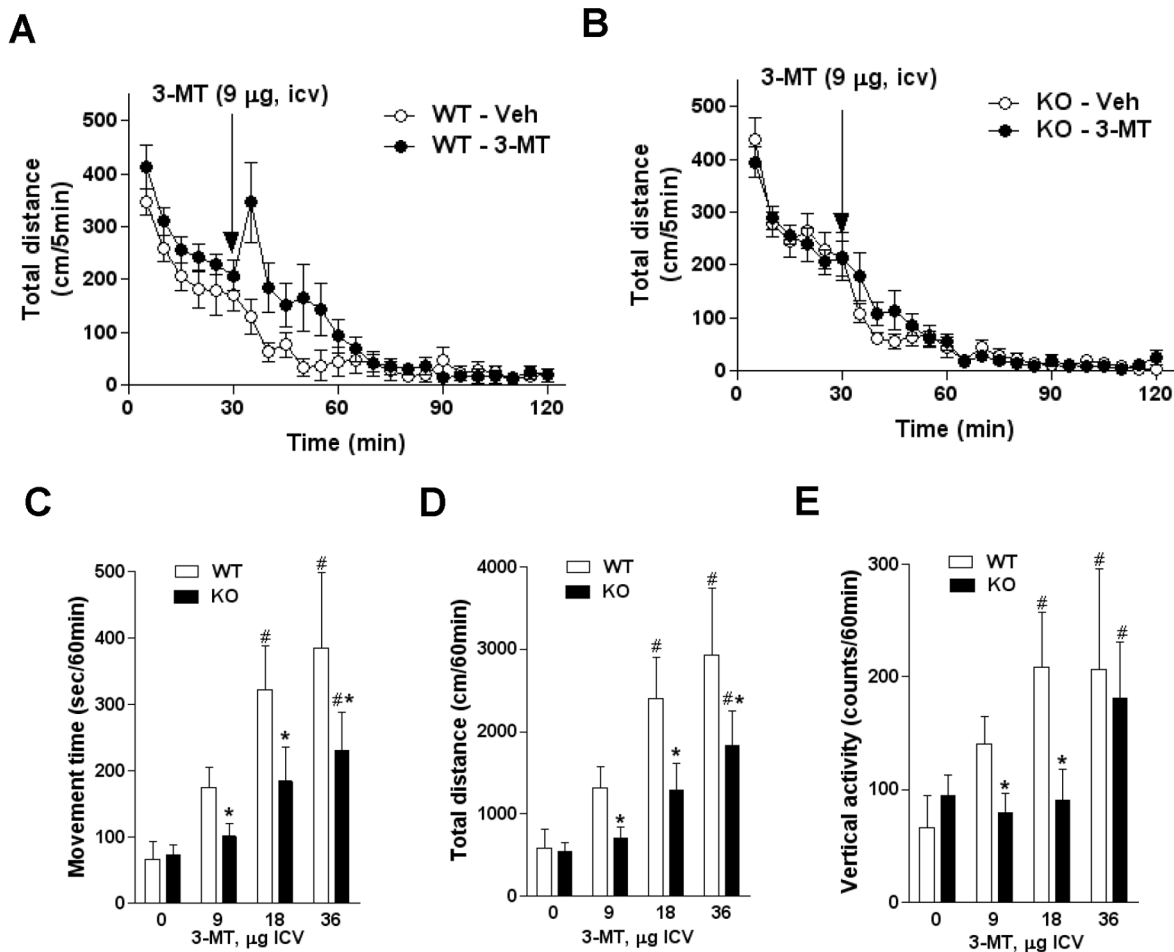 A
3-MT (9 μg, icv)
WT - Veh
WT - 3-MT
Total distance
(cm/5min)
500
400
300
200
100
0
0 30 60 90 120
Time (min)
B
3-MT (9 μg, icv)
KO - Veh
KO - 3-MT
Total distance
(cm/5min)
500
400
300
200
100
0
0 30 60 90 120
Time (min)
C
WT
KO
Movement time (sec/60min)
500
400
300
200
100
0
* # * # #*
0 9 18 36
3-MT, μg ICV
D
WT
KO
Total distance (cm/60min)
4000
3000
2000
1000
0
* # * # #*
0 9 18 36
3-MT, μg ICV
E
WT
KO
Vertical activity (counts/60min)
300
200
100
0
* # * # #
0 9 18 36
3-MT, μg ICV